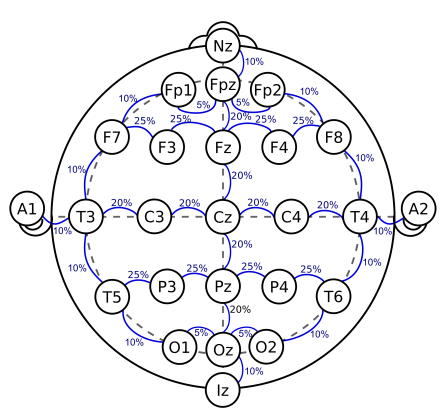 Nz
10%
Fp1 Fpz Fp2
10% 5% 5% 10%
25% 25% 20% 25% 25%
F7 F3 Fz F4 F8
10% 20% 10%
A1 T3 20% C3 20% Cz 20% C4 20% T4 A2
10% 10%
20%
10% 25% 25% 25% 25% 10%
T5 P3 Pz P4 T6
20%
10% 5% 5% 10%
O1 Oz O2
10%
Iz